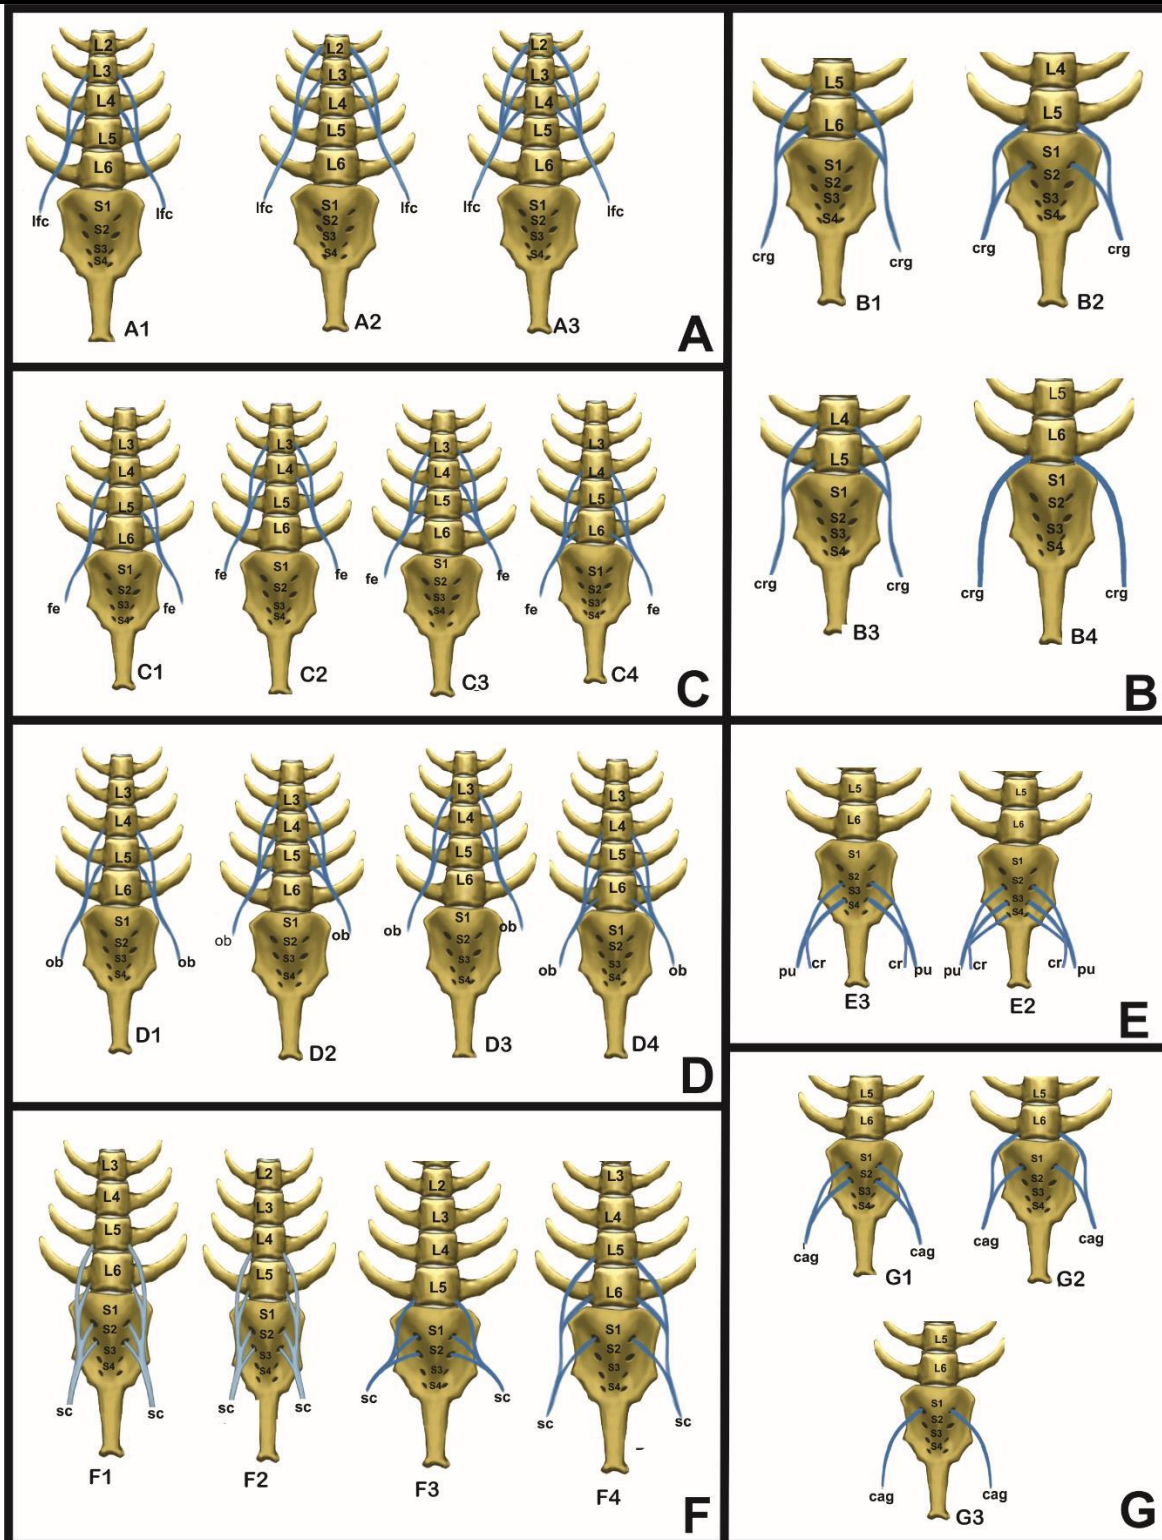 L2
L3
L4
L5
L6
S1
S2
S3
S4
lfc
lfc
A1
L2
L3
L4
L5
L6
S1
S2
S3
S4
lfc
lfc
A2
L2
L3
L4
L5
L6
S1
S2
S3
S4
lfc
lfc
A3
A
L5
L6
S1
S2
S3
S4
crg
crg
B1
L4
L5
S1
S2
S3
S4
crg
crg
B2
L4
L5
S1
S2
S3
S4
crg
crg
B3
L5
L6
S1
S2
S3
S4
crg
crg
B4
B
L3
L4
L5
L6
S1
S2
S3
S4
fe
fe
C1
L3
L4
L5
L6
S1
S2
S3
S4
fe
fe
C2
L3
L4
L5
L6
S1
S2
S3
S4
fe
fe
C3
L3
L4
L5
L6
S1
S2
S3
S4
fe
fe
C4
C
L3
L4
L5
L6
S1
S2
S3
S4
ob
ob
D1
L3
L4
L5
L6
S1
S2
S3
S4
ob
ob
D2
L3
L4
L5
L6
S1
S2
S3
S4
ob
ob
D3
L3
L4
L5
L6
S1
S2
S3
S4
ob
ob
D4
D
L5
L6
S1
S2
S3
S4
pu cr cr pu
E3
L5
L6
S1
S2
S3
S4
pu cr cr pu
E2
E
L3
L4
L5
L6
S1
S2
S3
S4
sc
sc
F1
L2
L3
L4
L5
S1
S2
S3
S4
sc
sc
F2
L2
L3
L4
L5
S1
S2
S3
S4
sc
sc
F3
L3
L4
L5
L6
S1
S2
S3
S4
sc
sc
F4
F
L5
L6
S1
S2
S3
S4
cag
cag
G1
L5
L6
S1
S2
S3
S4
cag
cag
G2
L5
L6
S1
S2
S3
S4
cag
cag
G3
G